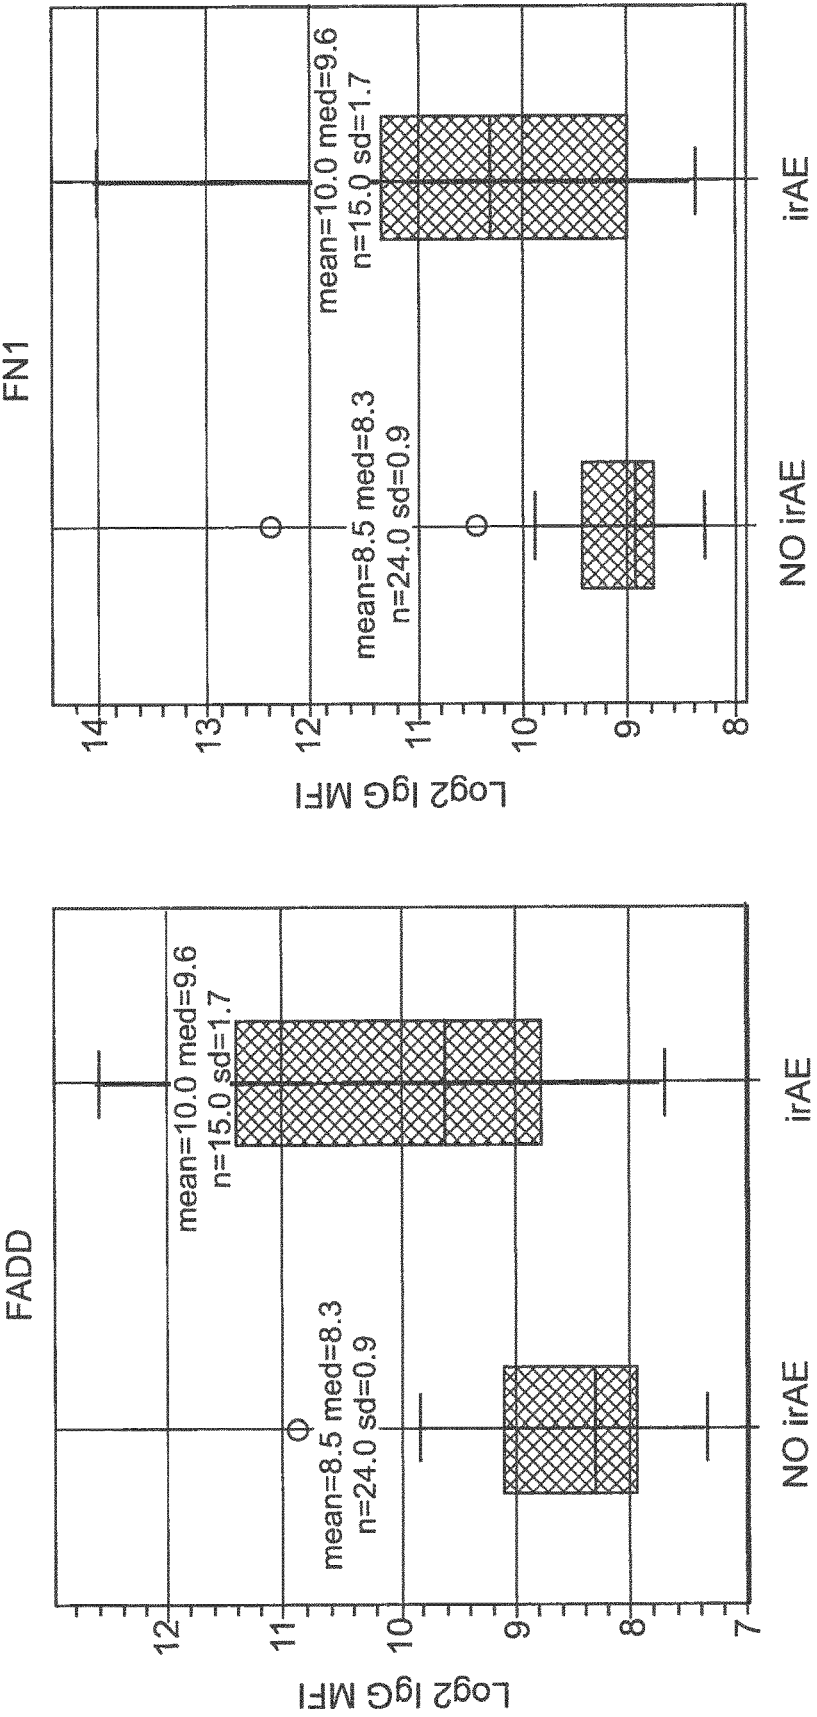 FADD
Log2 IgG MFI
12
11
10
9
8
7
mean=8.5 med=8.3
n=24.0 sd=0.9
mean=10.0 med=9.6
n=15.0 sd=1.7
NO irAE
irAE
FN1
Log2 IgG MFI
14
13
12
11
10
9
8
mean=8.5 med=8.3
n=24.0 sd=0.9
mean=10.0 med=9.6
n=15.0 sd=1.7
NO irAE
irAE